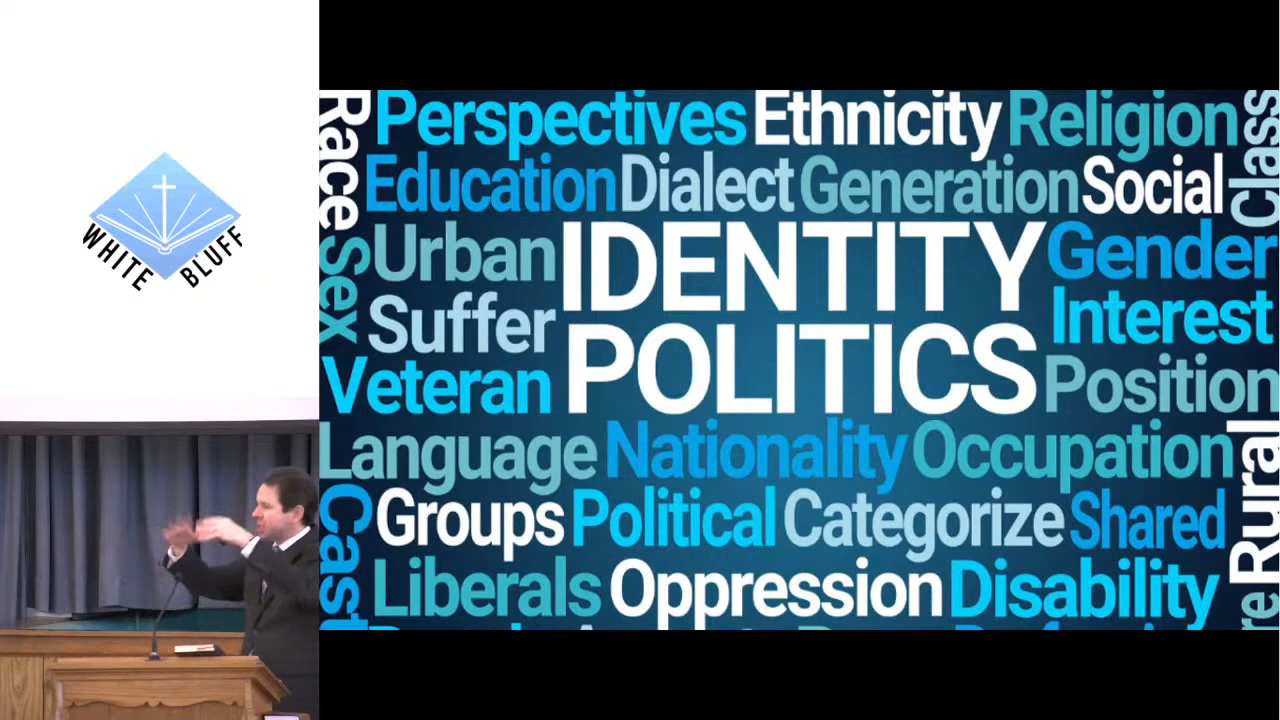 WHITE BLUFF
Race
Perspectives Ethnicity Religion
Class
Education Dialect Generation Social
Sex
Urban IDENTITY Gender
Suffer Interest
Veteran POLITICS Position
Language Nationality Occupation
Rural
Groups Political Categorize Shared
Liberals Oppression Disability